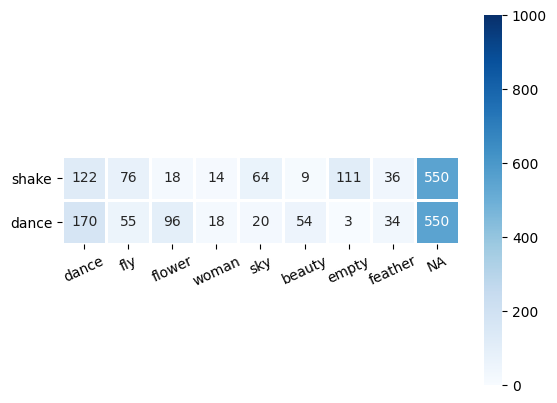 1000
800
600
400
200
0
shake 122 76 18 14 64 9 111 36 550
dance 170 55 96 18 20 54 3 34 550
dance fly flower woman sky beauty empty feather NA